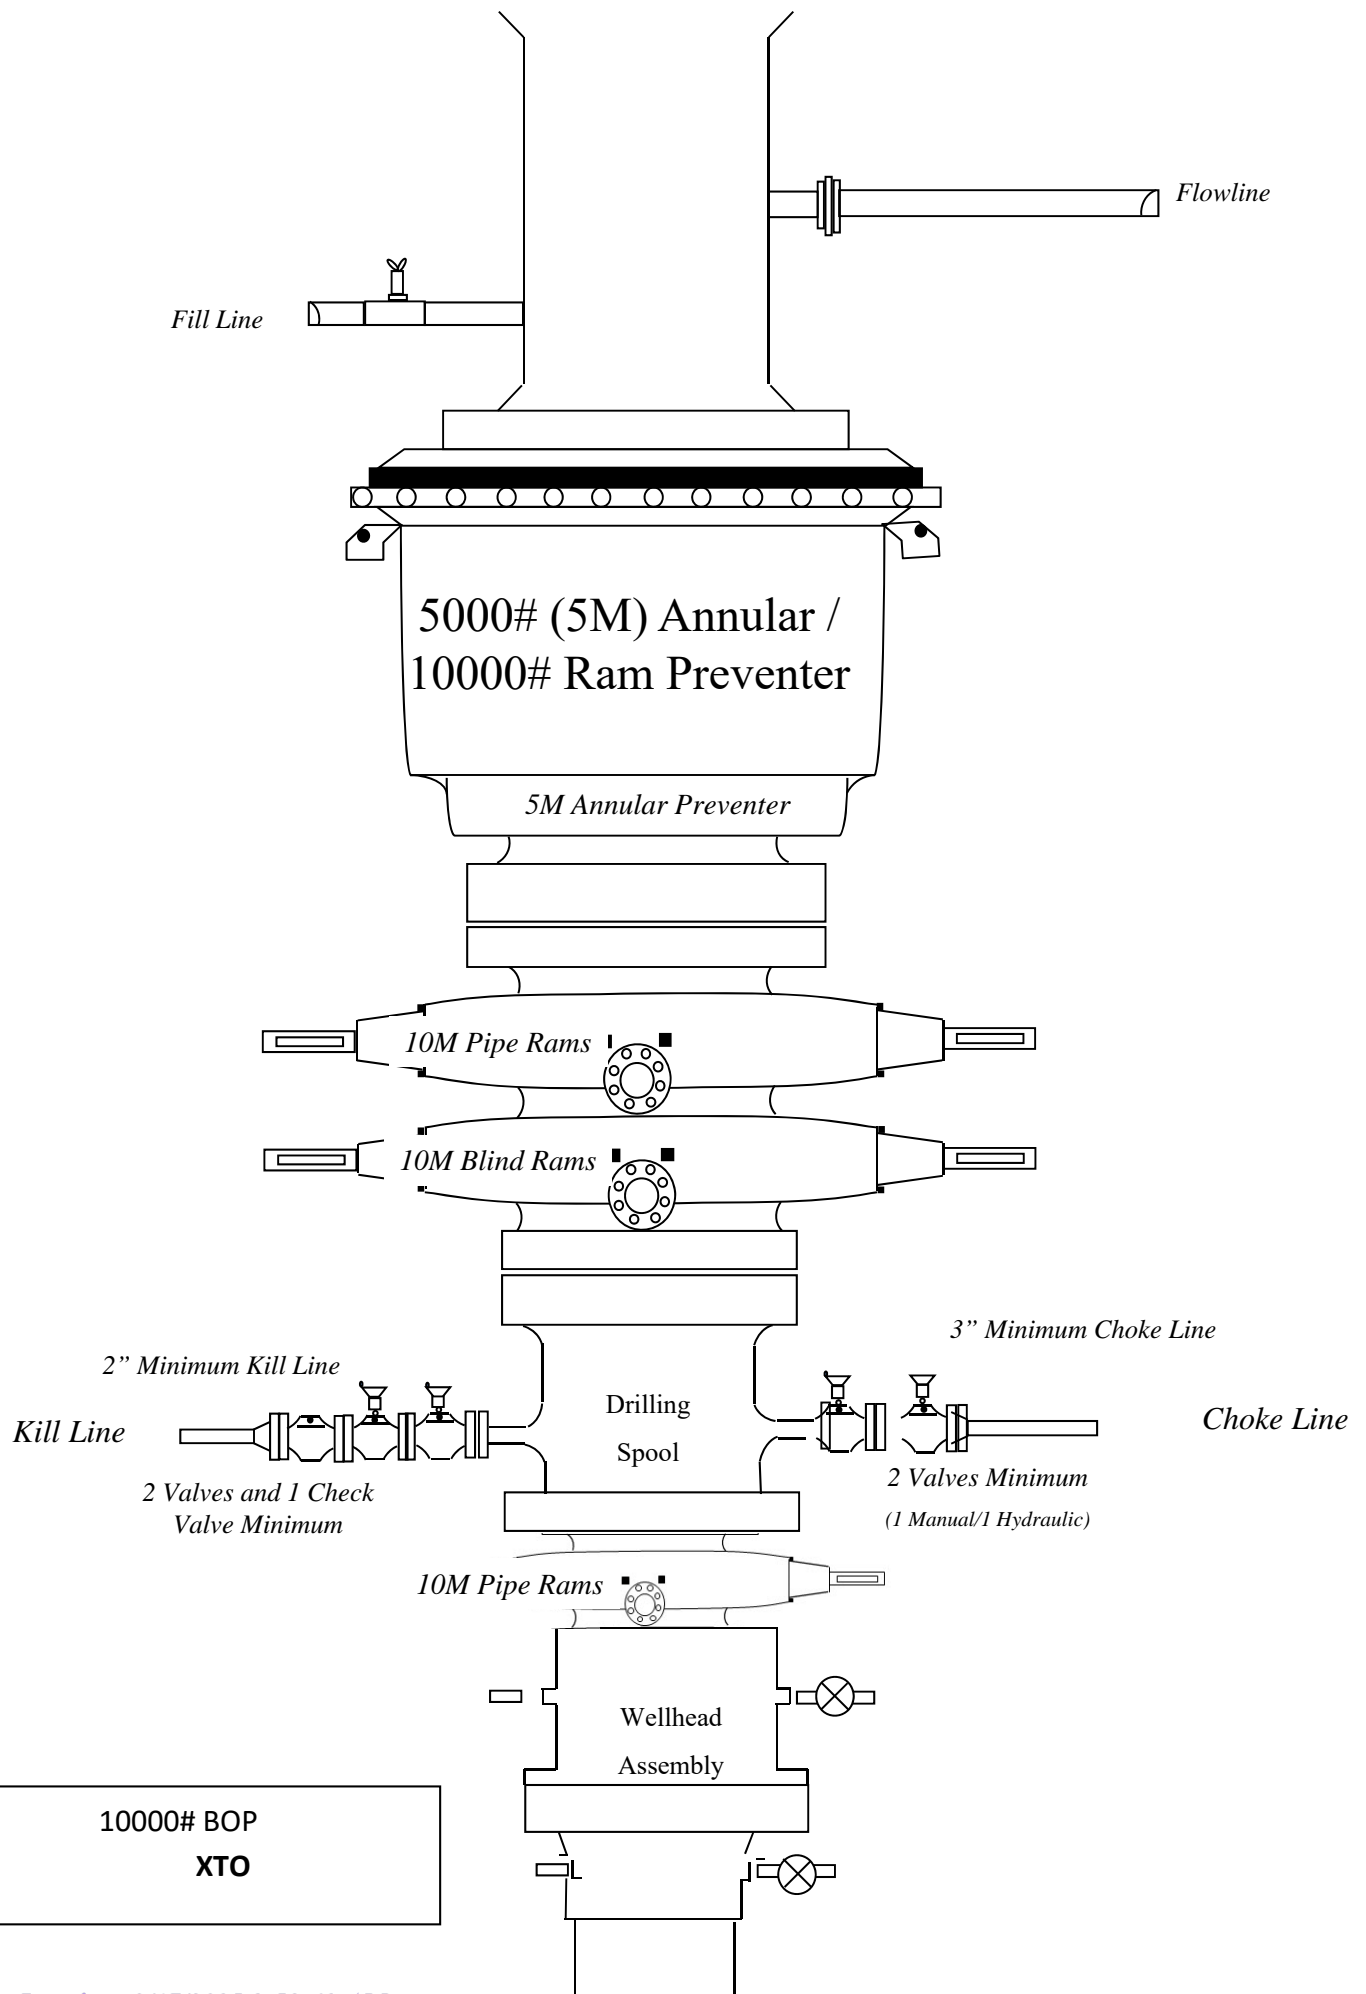 Flowline
Fill Line
5000# (5M) Annular /
10000# Ram Preventer
5M Annular Preventer
10M Pipe Rams
10M Blind Rams
3” Minimum Choke Line
2” Minimum Kill Line
Drilling
Spool
Kill Line
Choke Line
2 Valves and 1 Check
Valve Minimum
2 Valves Minimum
(1 Manual/1 Hydraulic)
10M Pipe Rams
Wellhead
Assembly
10000# BOP
XTO